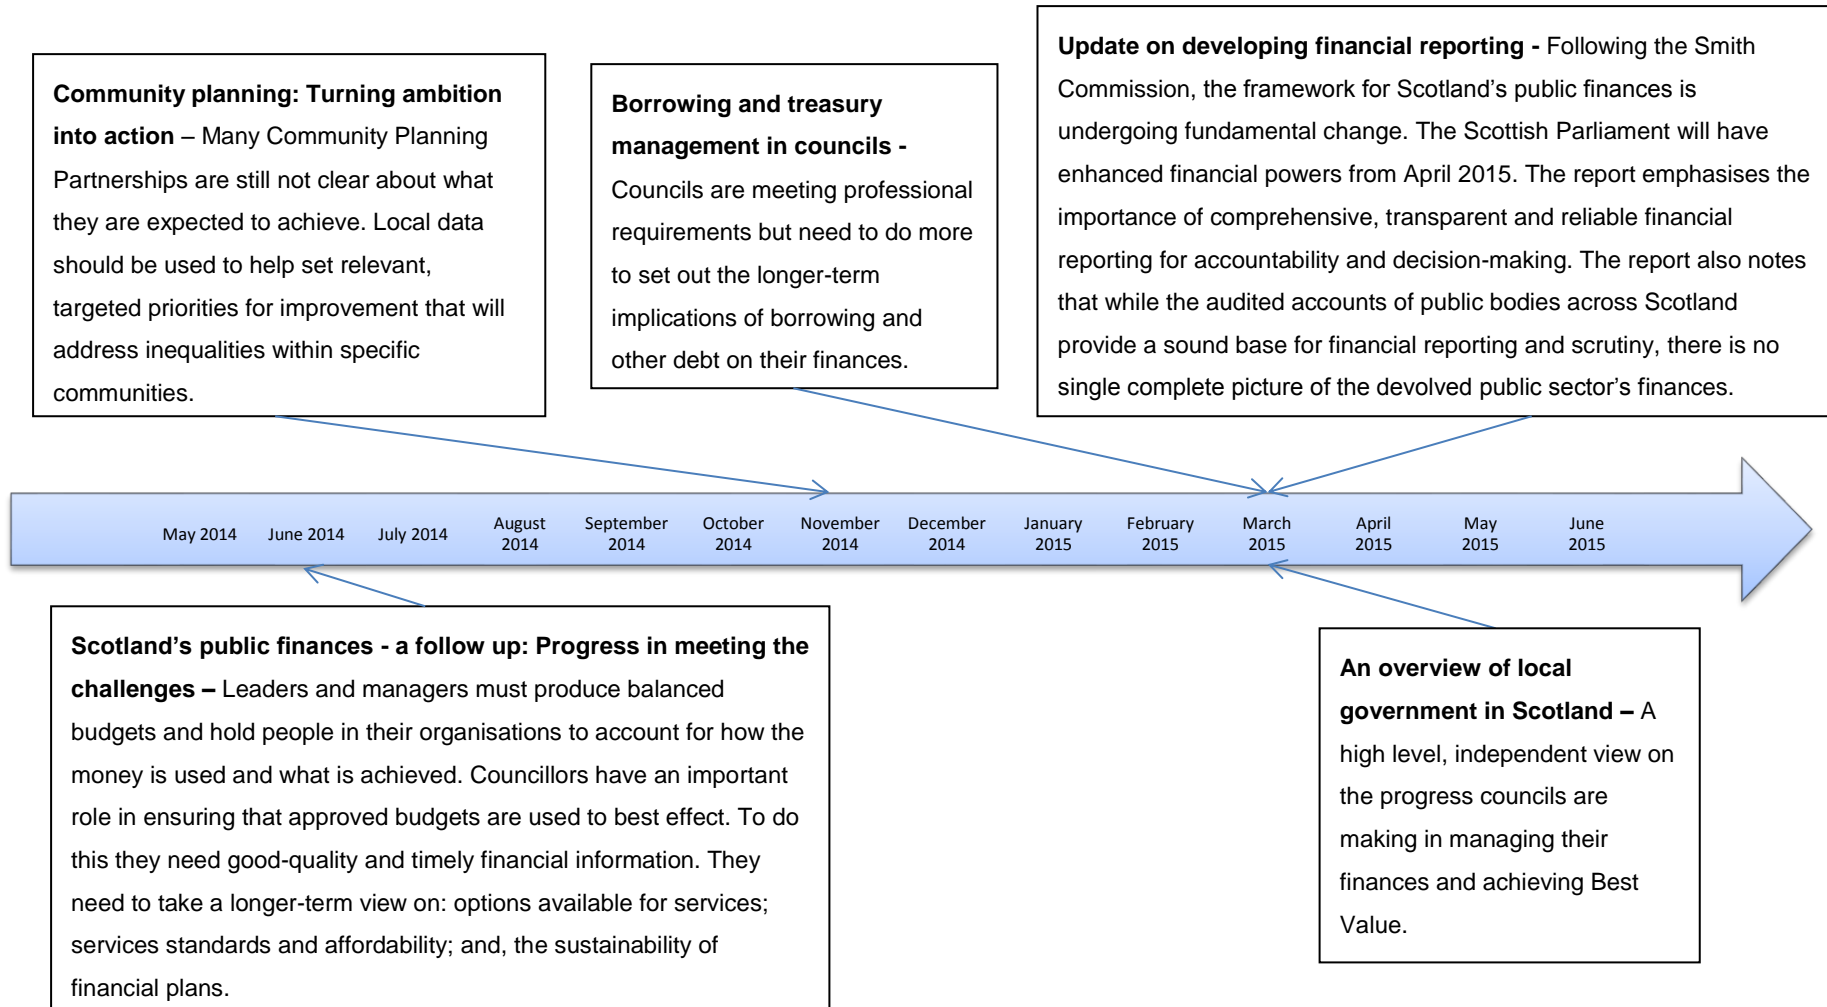 Community planning: Turning ambition
into action – Many Community Planning
Partnerships are still not clear about what
they are expected to achieve. Local data
should be used to help set relevant,
targeted priorities for improvement that will
address inequalities within specific
communities.
Borrowing and treasury
management in councils -
Councils are meeting professional
requirements but need to do more
to set out the longer-term
implications of borrowing and
other debt on their finances.
Update on developing financial reporting - Following the Smith
Commission, the framework for Scotland’s public finances is
undergoing fundamental change. The Scottish Parliament will have
enhanced financial powers from April 2015. The report emphasises the
importance of comprehensive, transparent and reliable financial
reporting for accountability and decision-making. The report also notes
that while the audited accounts of public bodies across Scotland
provide a sound base for financial reporting and scrutiny, there is no
single complete picture of the devolved public sector’s finances.
May 2014
June 2014
July 2014
August
2014
September
2014
October
2014
November
2014
December
2014
January
2015
February
2015
March
2015
April
2015
May
2015
June
2015
Scotland’s public finances - a follow up: Progress in meeting the
challenges – Leaders and managers must produce balanced
budgets and hold people in their organisations to account for how the
money is used and what is achieved. Councillors have an important
role in ensuring that approved budgets are used to best effect. To do
this they need good-quality and timely financial information. They
need to take a longer-term view on: options available for services;
services standards and affordability; and, the sustainability of
financial plans.
An overview of local
government in Scotland – A
high level, independent view on
the progress councils are
making in managing their
finances and achieving Best
Value.